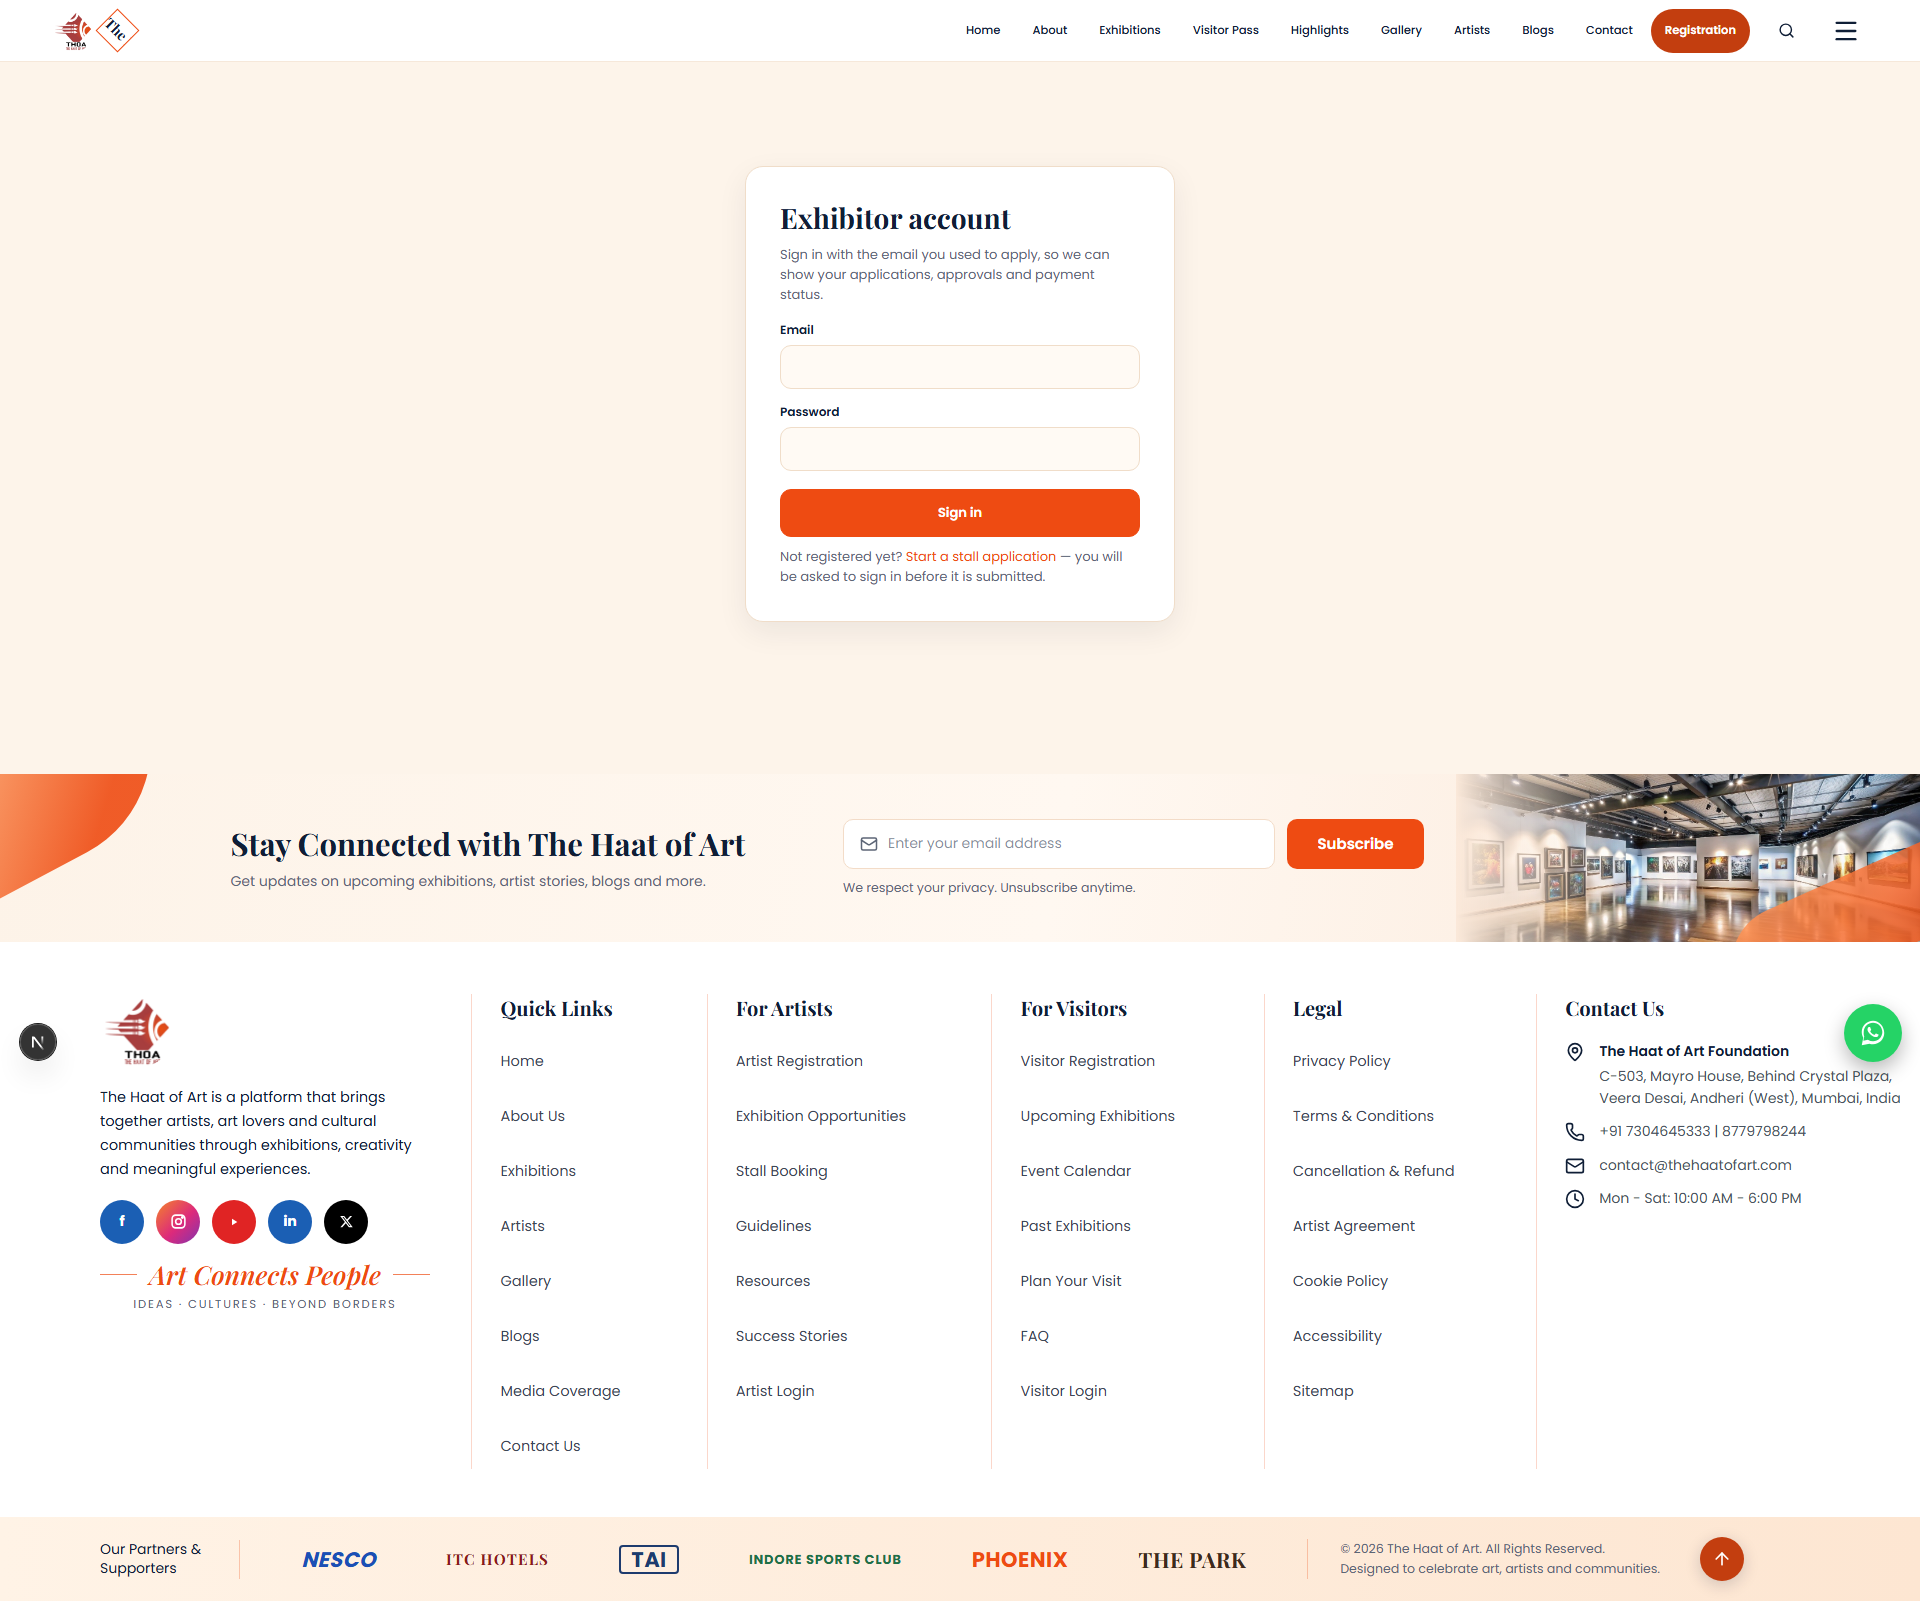 THOA
The
Home
About
Exhibitions
Visitor Pass
Highlights
Gallery
Artists
Blogs
Contact
Registration
Exhibitor account
Sign in with the email you used to apply, so we can
show your applications, approvals and payment
status.
Email
Password
Sign in
Not registered yet? Start a stall application — you will
be asked to sign in before it is submitted.
Stay Connected with The Haat of Art
Get updates on upcoming exhibitions, artist stories, blogs and more.
Enter your email address
Subscribe
We respect your privacy. Unsubscribe anytime.
N
THOA
THE HAAT OF ART
The Haat of Art is a platform that brings
together artists, art lovers and cultural
communities through exhibitions, creativity
and meaningful experiences.
f
in
X
Art Connects People
IDEAS · CULTURES · BEYOND BORDERS
Quick Links
Home
About Us
Exhibitions
Artists
Gallery
Blogs
Media Coverage
Contact Us
For Artists
Artist Registration
Exhibition Opportunities
Stall Booking
Guidelines
Resources
Success Stories
Artist Login
For Visitors
Visitor Registration
Upcoming Exhibitions
Event Calendar
Past Exhibitions
Plan Your Visit
FAQ
Visitor Login
Legal
Privacy Policy
Terms & Conditions
Cancellation & Refund
Artist Agreement
Cookie Policy
Accessibility
Sitemap
Contact Us
The Haat of Art Foundation
C-503, Mayro House, Behind Crystal Plaza,
Veera Desai, Andheri (West), Mumbai, India
+91 7304645333 | 8779798244
contact@thehaatofart.com
Mon - Sat: 10:00 AM - 6:00 PM
Our Partners &
Supporters
NESCO
ITC HOTELS
TAI
INDORE SPORTS CLUB
PHOENIX
THE PARK
© 2026 The Haat of Art. All Rights Reserved.
Designed to celebrate art, artists and communities.